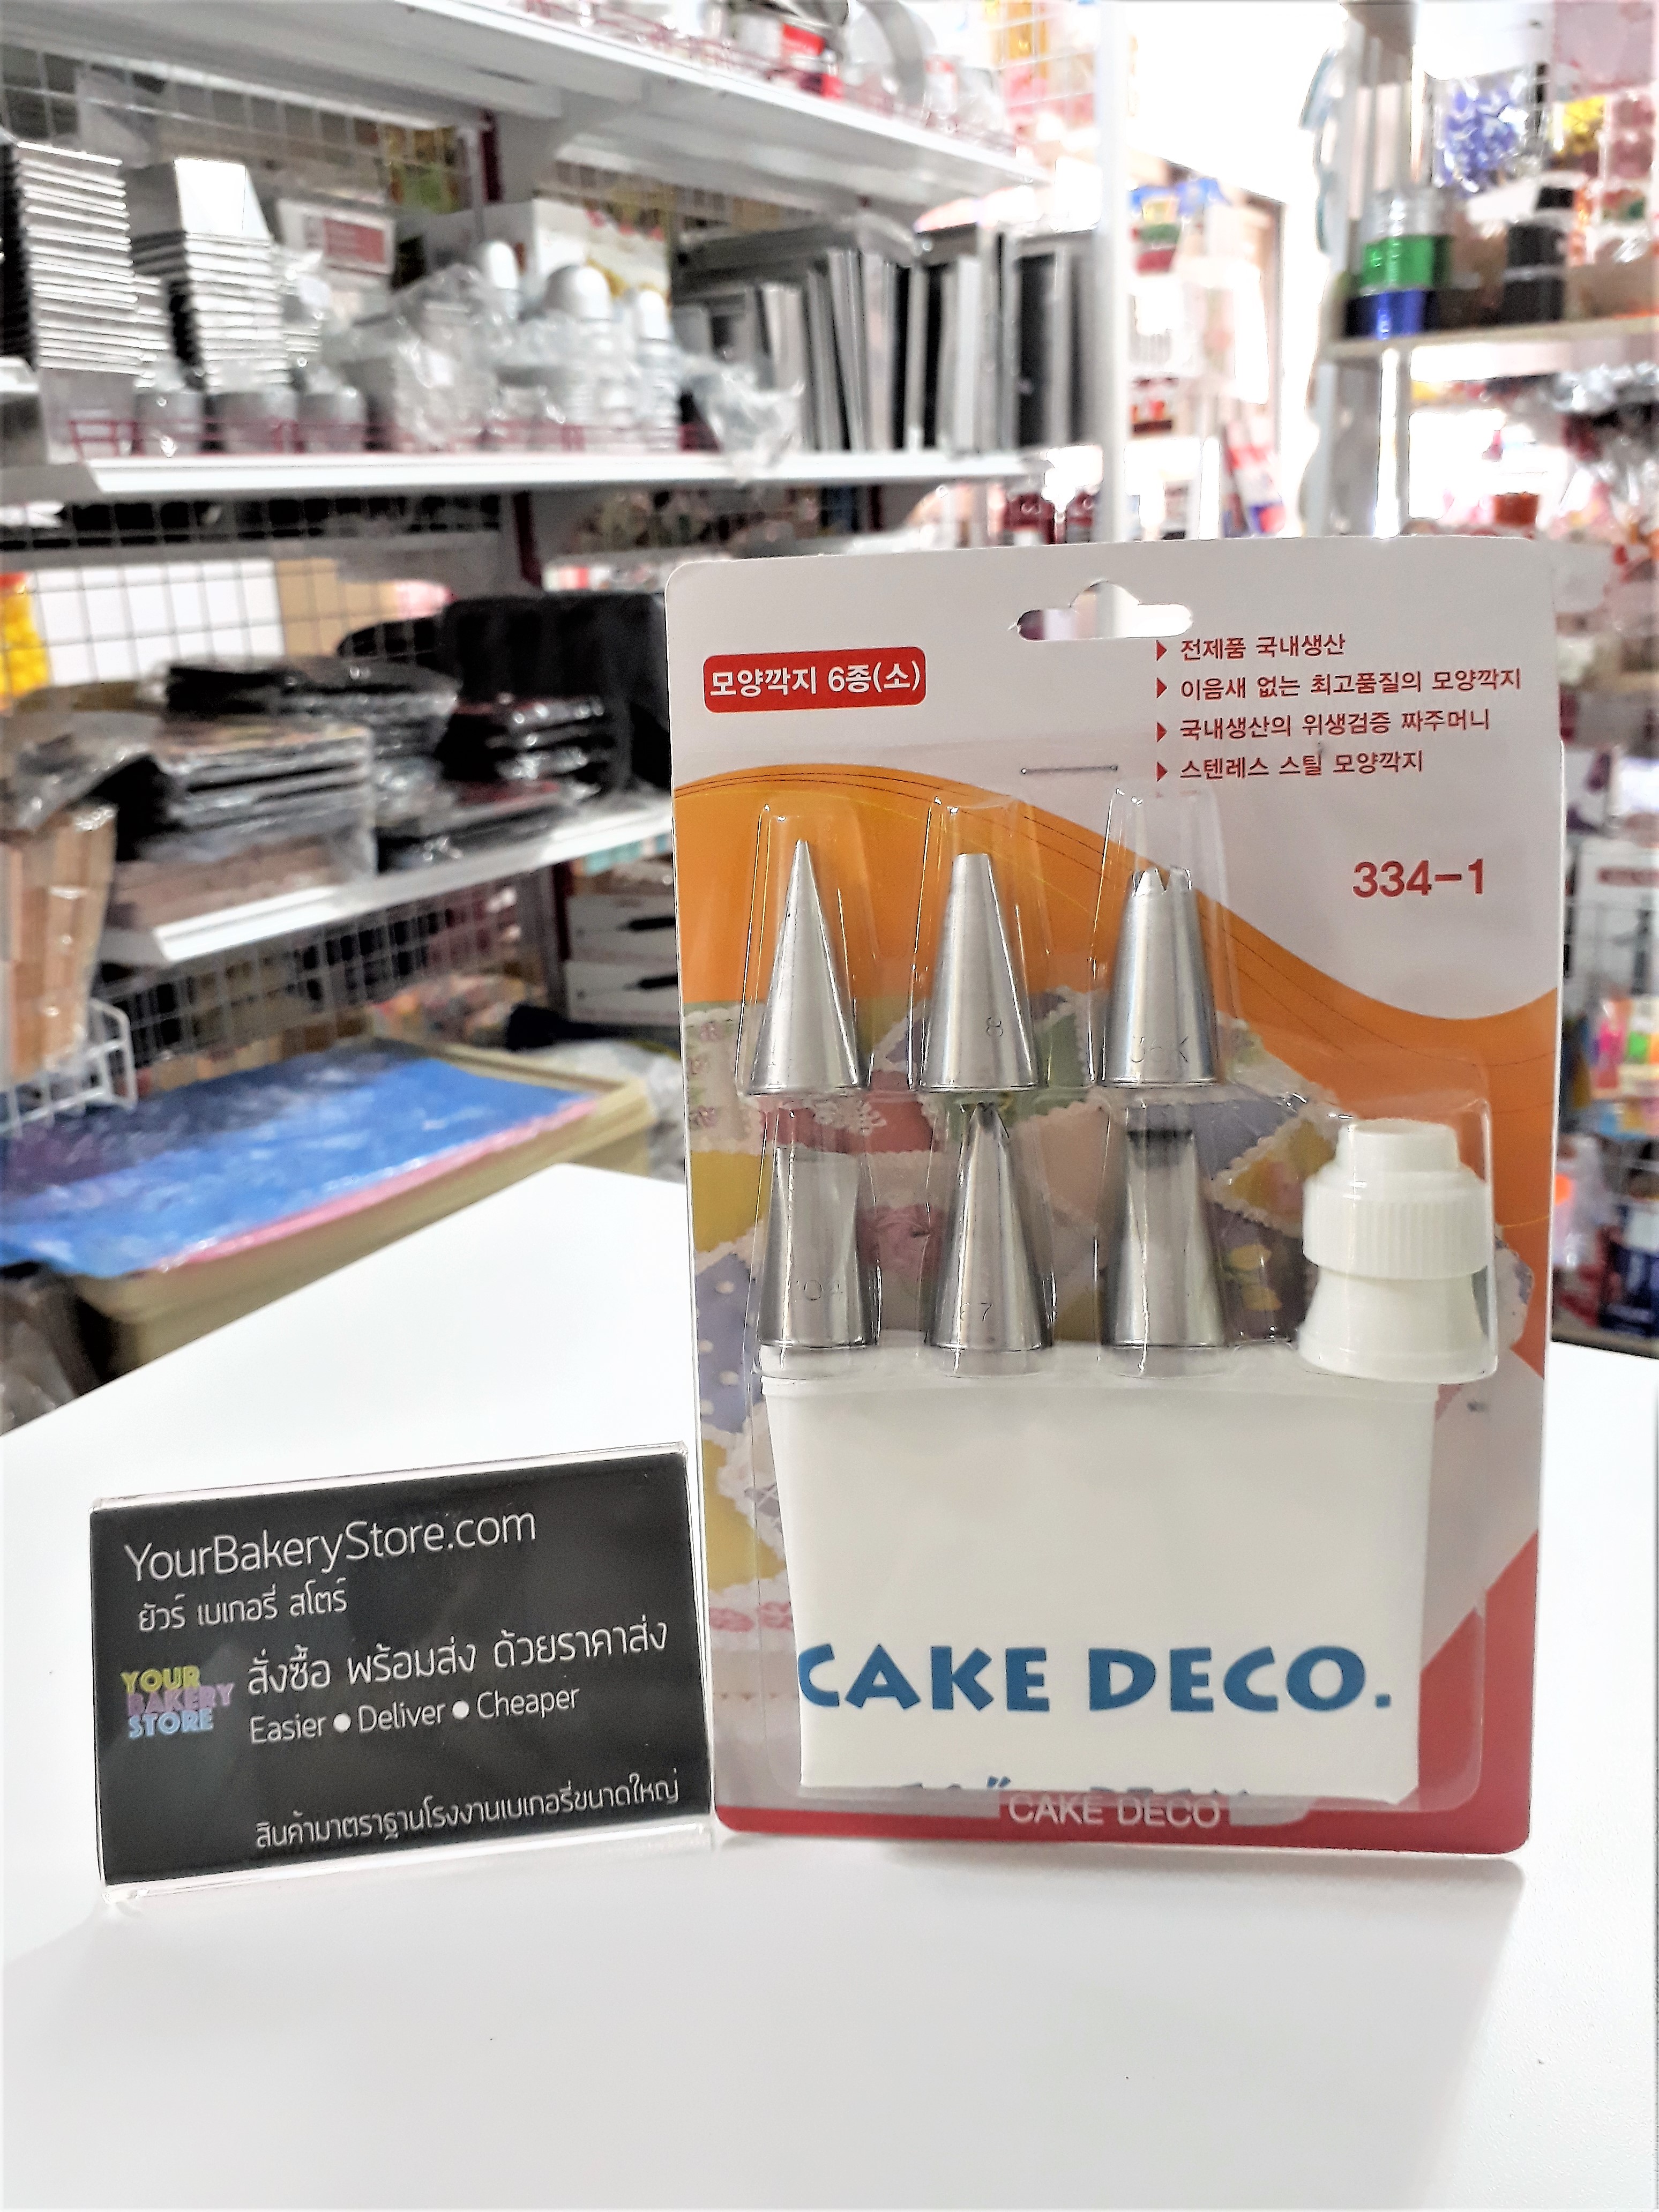 모양깍지 6종(소)
전제품 국내생산
이음새 없는 최고품질의 모양깍지
국내생산의 위생검증 짜주머니
스텐레스 스틸 모양깍지
334-1
8
CAKE DECO.
CAKE DECO
YourBakeryStore.com
ยัวร์ เบเกอรี่ สโตร์
YOUR
BAKERY
STORE
สั่งซื้อ พร้อมส่ง ด้วยราคาส่ง
Easier ● Deliver ● Cheaper
สินค้ามาตราฐานโรงงานเบเกอรี่ขนาดใหญ่